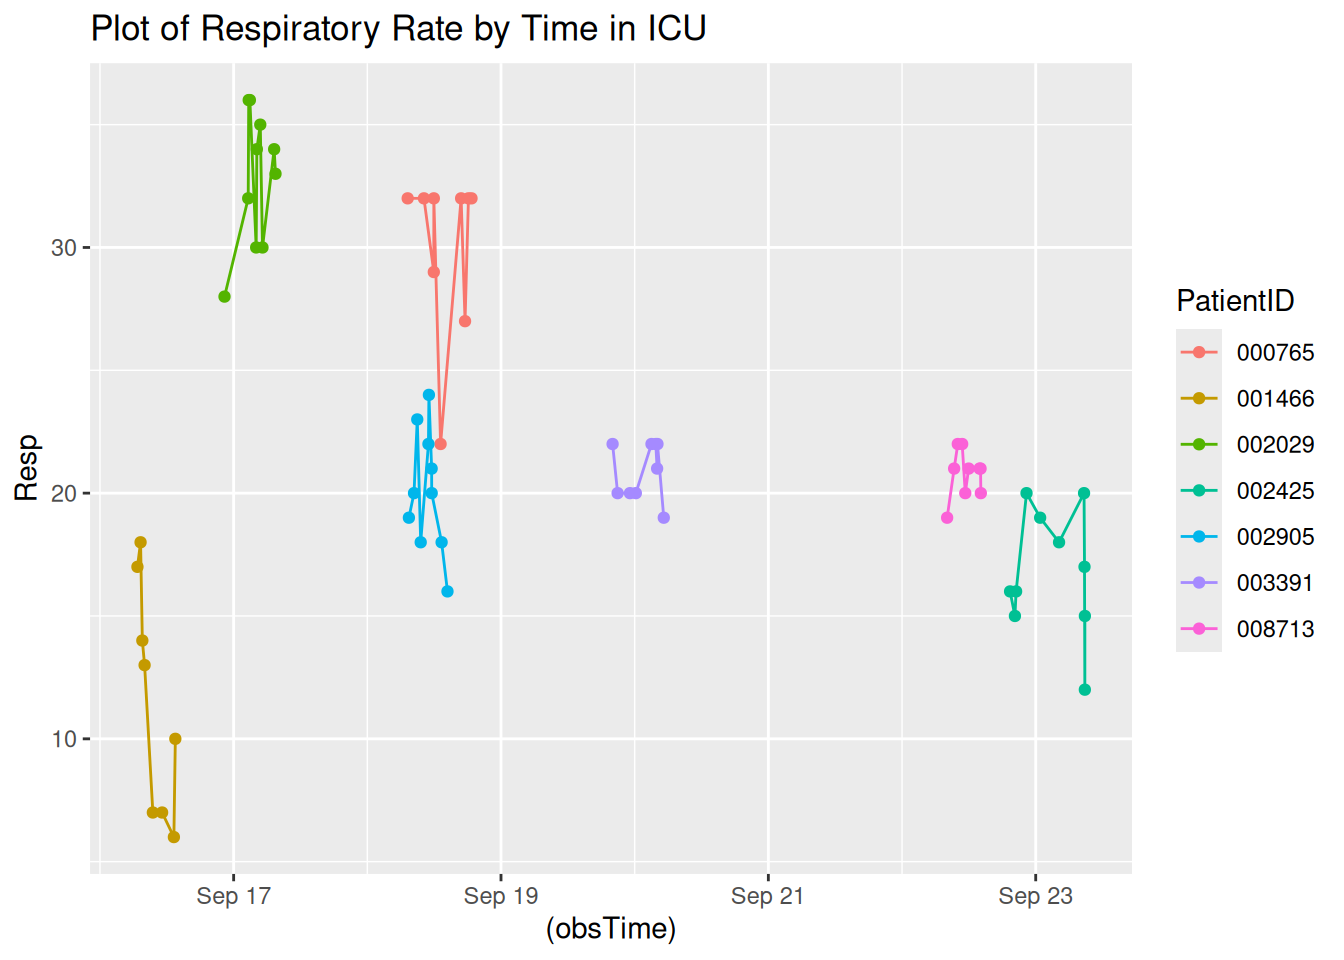 Plot of Respiratory Rate by Time in ICU
Resp
30
20
10
Sep 17
Sep 19
Sep 21
Sep 23
(obsTime)
PatientID
000765
001466
002029
002425
002905
003391
008713